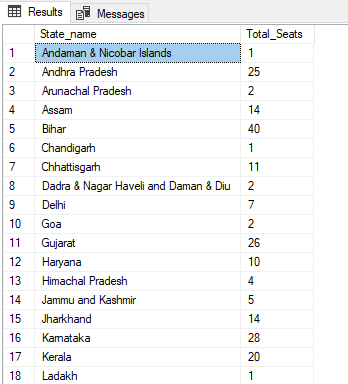 Results Messages
State_name Total_Seats
1 Andaman & Nicobar Islands 1
2 Andhra Pradesh 25
3 Arunachal Pradesh 2
4 Assam 14
5 Bihar 40
6 Chandigarh 1
7 Chhattisgarh 11
8 Dadra & Nagar Haveli and Daman & Diu 2
9 Delhi 7
10 Goa 2
11 Gujarat 26
12 Haryana 10
13 Himachal Pradesh 4
14 Jammu and Kashmir 5
15 Jharkhand 14
16 Karnataka 28
17 Kerala 20
18 Ladakh 1